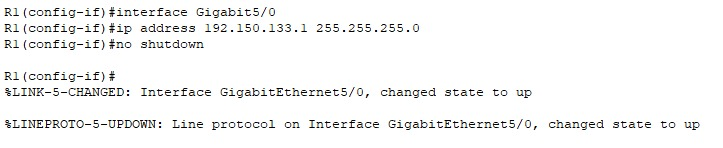 R1(config-if)#interface Gigabit5/0
R1(config-if)#ip address 192.150.133.1 255.255.255.0
R1(config-if)#no shutdown
R1(config-if)#
%LINK-5-CHANGED: Interface GigabitEthernet5/0, changed state to up
%LINEPROTO-5-UPDOWN: Line protocol on Interface GigabitEthernet5/0, changed state to up